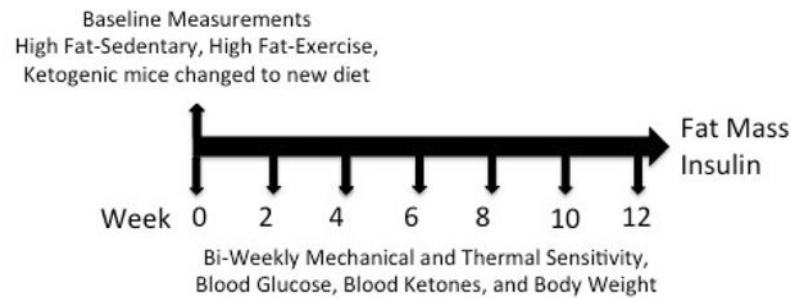 Baseline Measurements
High Fat-Sedentary, High Fat-Exercise,
Ketogenic mice changed to new diet
Fat Mass
Insulin
Week 0 2 4 6 8 10 12
Bi-Weekly Mechanical and Thermal Sensitivity,
Blood Glucose, Blood Ketones, and Body Weight